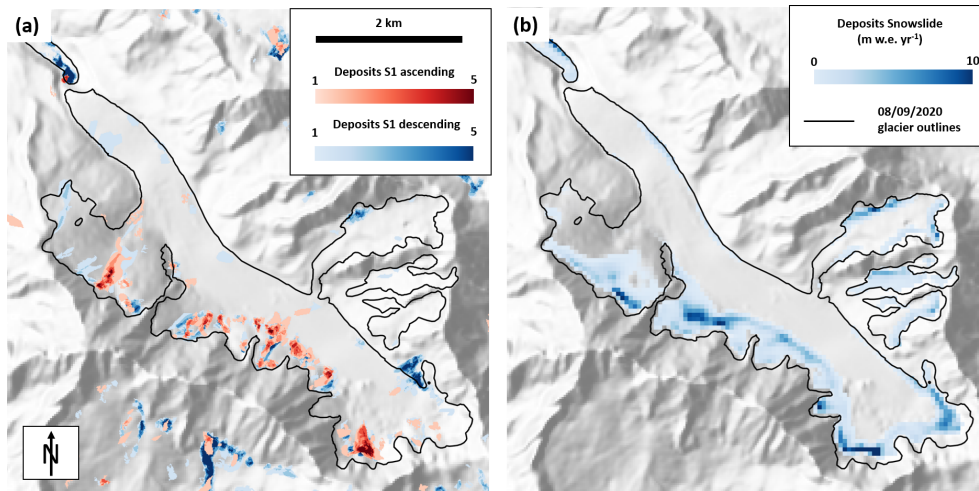 (a)
2 km
Deposits S1 ascending
1 5
Deposits S1 descending
1 5
N
(b)
Deposits Snowslide
(m w.e. yr⁻¹)
0 10
08/09/2020
glacier outlines